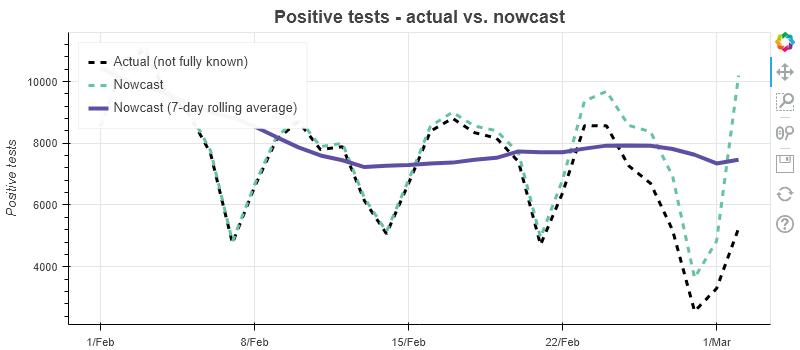 Positive tests - actual vs. nowcast
Actual (not fully known)
Nowcast
Nowcast (7-day rolling average)
Positive tests
10000
8000
6000
4000
1/Feb
8/Feb
15/Feb
22/Feb
1/Mar